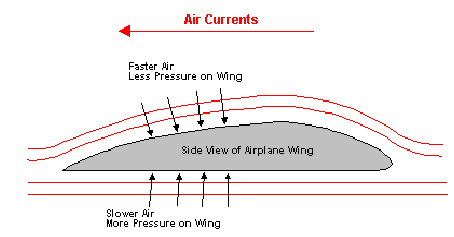 Air Currents
Faster Air
Less Pressure on Wing
Side View of Airplane Wing
Slower Air
More Pressure on Wing